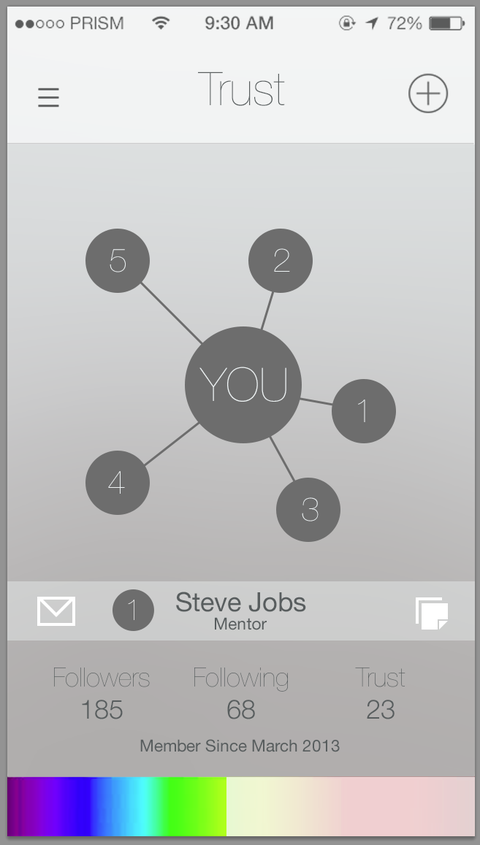 PRISM 9:30 AM 72%
Trust
5 2
YOU
1
4
3
1 Steve Jobs
Mentor
Followers Following Trust
185 68 23
Member Since March 2013